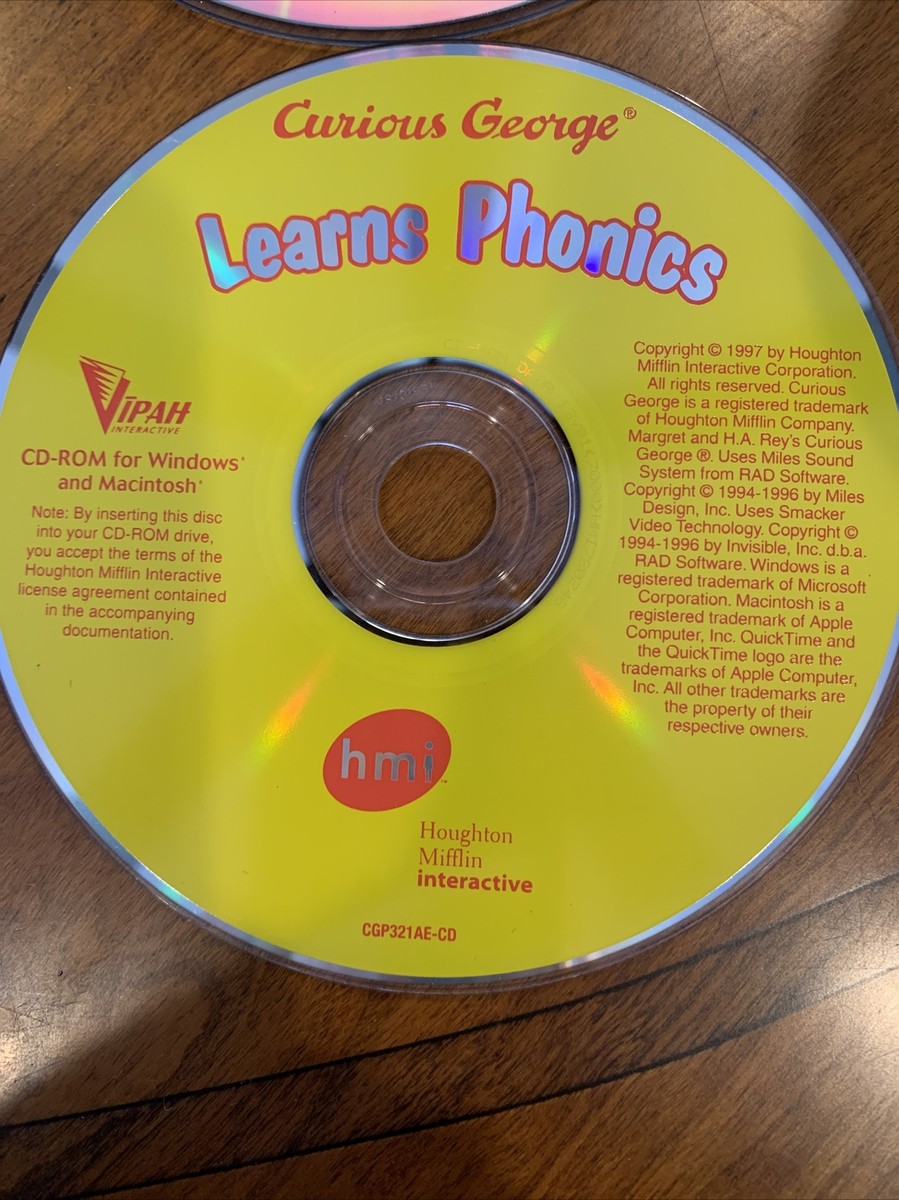 Curious George®
Learns Phonics
VIPAH
INTERACTIVE
CD-ROM for Windows*
and Macintosh*
Note: By inserting this disc
into your CD-ROM drive,
you accept the terms of the
Houghton Mifflin Interactive
license agreement contained
in the accompanying
documentation.
Copyright © 1997 by Houghton
Mifflin Interactive Corporation.
All rights reserved. Curious
George is a registered trademark
of Houghton Mifflin Company.
Margret and H.A. Rey's Curious
George ®. Uses Miles Sound
System from RAD Software.
Copyright © 1994-1996 by Miles
Design, Inc. Uses Smacker
Video Technology. Copyright ©
1994-1996 by Invisible, Inc. d.b.a.
RAD Software. Windows is a
registered trademark of Microsoft
Corporation. Macintosh is a
registered trademark of Apple
Computer, Inc. QuickTime and
the QuickTime logo are the
trademarks of Apple Computer,
Inc. All other trademarks are
the property of their
respective owners.
hmi™
Houghton
Mifflin
interactive
CGP321AE-CD